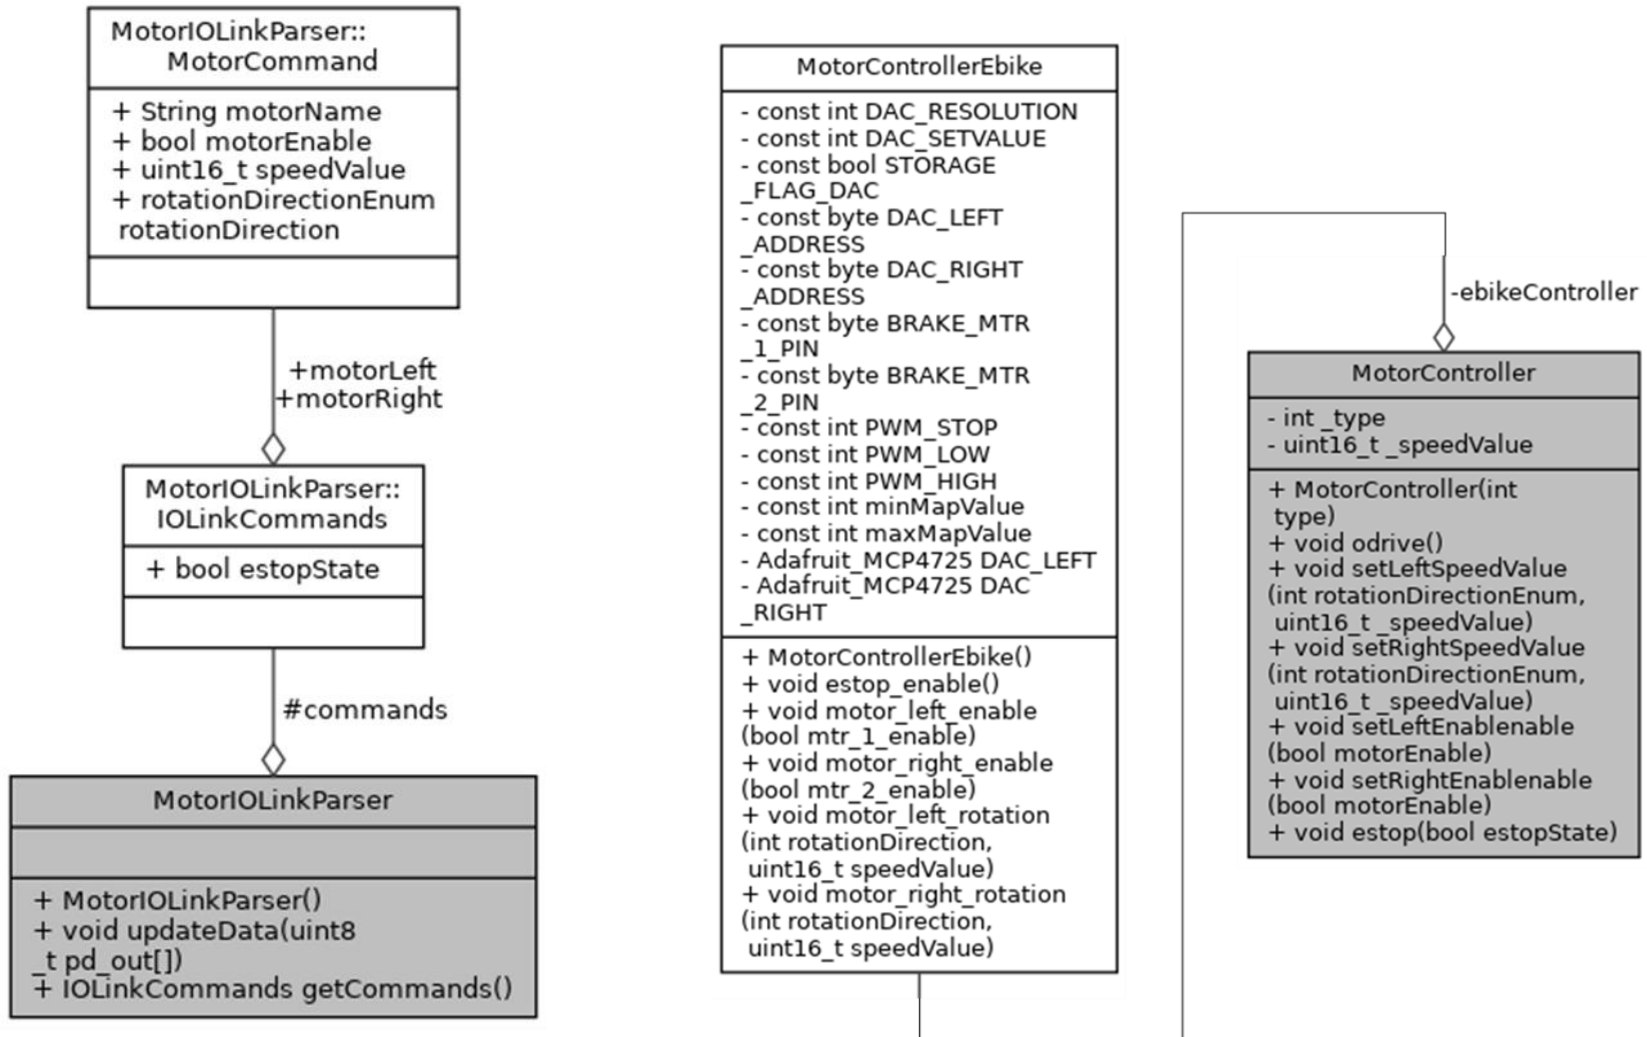 MotorIOLinkParser::
MotorCommand
+ String motorName
+ bool motorEnable
+ uint16_t speedValue
+ rotationDirectionEnum
rotationDirection
+motorLeft
+motorRight
MotorIOLinkParser::
IOLinkCommands
+ bool estopState
#commands
MotorIOLinkParser
+ MotorIOLinkParser()
+ void updateData(uint8
_t pd_out[])
+ IOLinkCommands getCommands()
MotorControllerEbike
- const int DAC_RESOLUTION
- const int DAC_SETVALUE
- const bool STORAGE
_FLAG_DAC
- const byte DAC_LEFT
_ADDRESS
- const byte DAC_RIGHT
_ADDRESS
- const byte BRAKE_MTR
_1_PIN
- const byte BRAKE_MTR
_2_PIN
- const int PWM_STOP
- const int PWM_LOW
- const int PWM_HIGH
- const int minMapValue
- const int maxMapValue
- Adafruit_MCP4725 DAC_LEFT
- Adafruit_MCP4725 DAC
_RIGHT
+ MotorControllerEbike()
+ void estop_enable()
+ void motor_left_enable
(bool mtr_1_enable)
+ void motor_right_enable
(bool mtr_2_enable)
+ void motor_left_rotation
(int rotationDirection,
uint16_t speedValue)
+ void motor_right_rotation
(int rotationDirection,
uint16_t speedValue)
-ebikeController
MotorController
- int _type
- uint16_t _speedValue
+ MotorController(int
type)
+ void odrive()
+ void setLeftSpeedValue
(int rotationDirectionEnum,
uint16_t _speedValue)
+ void setRightSpeedValue
(int rotationDirectionEnum,
uint16_t _speedValue)
+ void setLeftEnablenable
(bool motorEnable)
+ void setRightEnablenable
(bool motorEnable)
+ void estop(bool estopState)